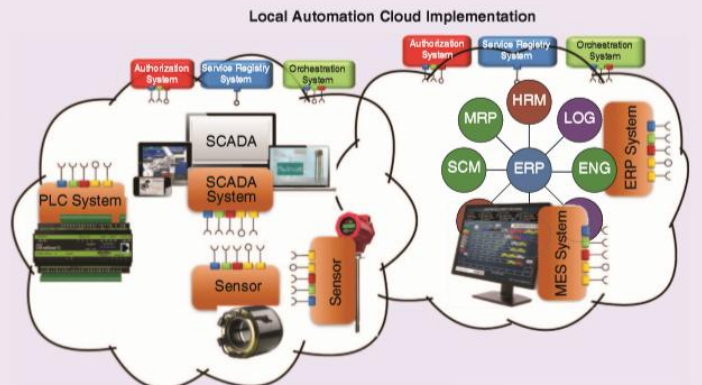 Local Automation Cloud Implementation
Authorization
System
Service Registry
System
Orchestration
System
Authorization
System
Service Registry
System
Orchestration
System
SCADA
SCADA
System
PLC System
Sensor
Sensor
HRM
MRP
LOG
SCM
ERP
ENG
ERP System
MES System